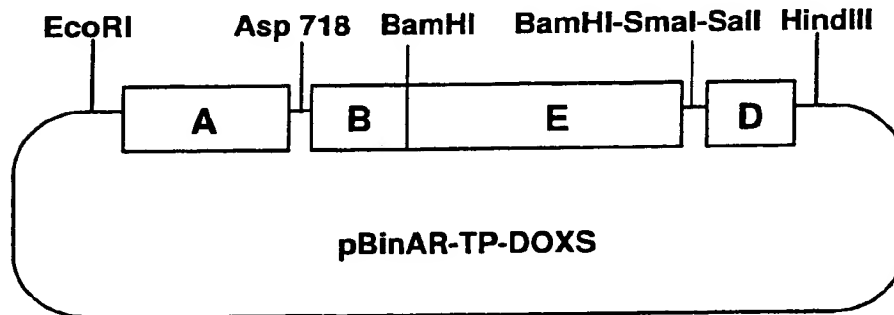 EcoRI Asp 718 BamHI BamHI-SmaI-SalI HindIII
A B E D
pBinAR-TP-DOXS